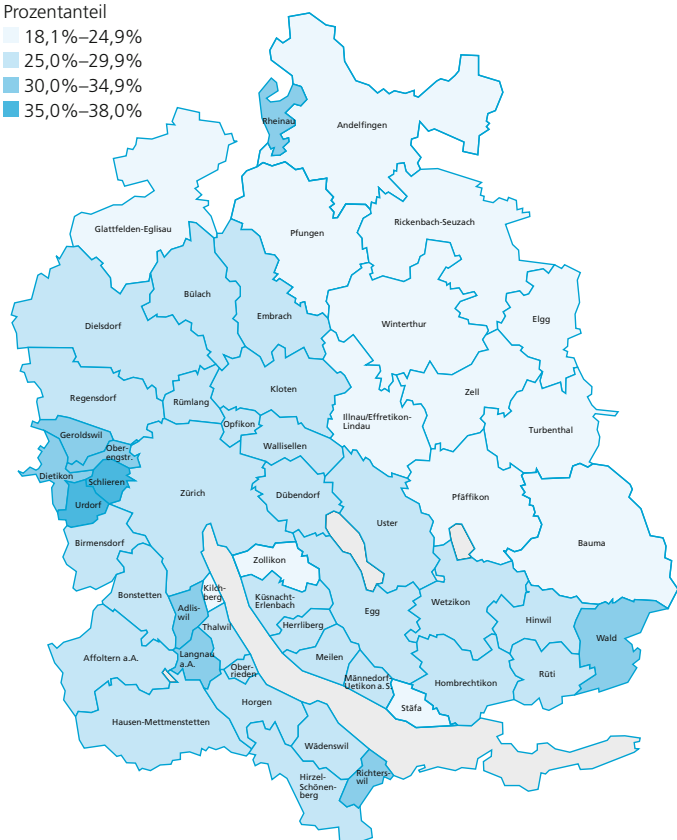 Prozentanteil
18,1%–24,9%
25,0%–29,9%
30,0%–34,9%
35,0%–38,0%
Rheinau
Andelfingen
Glattfelden-Eglisau
Pfungen
Rickenbach-Seuzach
Bülach
Embrach
Winterthur
Elgg
Dielsdorf
Regensdorf
Rümlang
Kloten
Zell
Illnau/Effretikon-
Lindau
Opfikon
Turbenthal
Geroldswil
Ober-
engstr.
Wallisellen
Dietikon
Schlieren
Urdorf
Zürich
Dübendorf
Pfäffikon
Uster
Birmensdorf
Bauma
Zollikon
Bonstetten
Kilch-
berg
Küsnacht-
Erlenbach
Adlis-
wil
Egg
Wetzikon
Hinwil
Thalwil
Herrliberg
Wald
Affoltern a.A.
Langnau
a.A.
Meilen
Ober-
rieden
Männedorf-
Uetikon a. S.
Hombrechtikon
Rüti
Horgen
Stäfa
Hausen-Mettmenstetten
Wädenswil
Hirzel-
Schönen-
berg
Richters-
wil